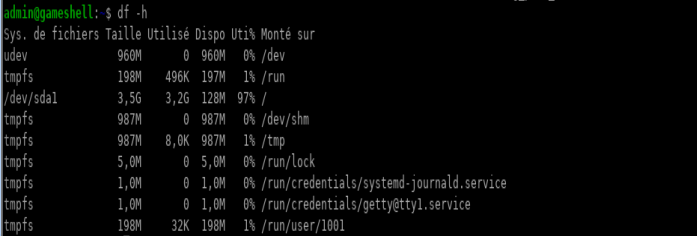 admin@gameshell: $ df -h
Sys. de fichiers Taille Utilisé Dispo Uti% Monté sur
udev 960M 0 960M 0% /dev
tmpfs 198M 496K 197M 1% /run
/dev/sda1 3,5G 3,2G 128M 97% /
tmpfs 987M 0 987M 0% /dev/shm
tmpfs 987M 8,0K 987M 1% /tmp
tmpfs 5,0M 0 5,0M 0% /run/lock
tmpfs 1,0M 0 1,0M 0% /run/credentials/systemd-journald.service
tmpfs 1,0M 0 1,0M 0% /run/credentials/getty@tty1.service
tmpfs 198M 32K 198M 1% /run/user/1001